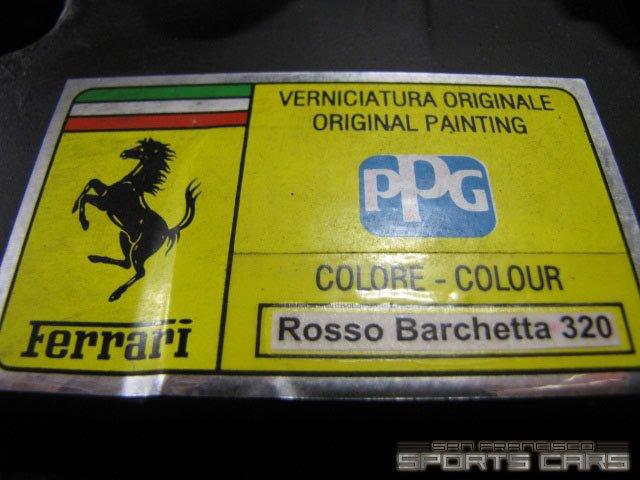 VERNICIATURA ORIGINALE
ORIGINAL PAINTING
PPG
COLORE - COLOUR
Rosso Barchetta 320
Ferrari
SAN FRANCISCO
SPORTS CARS